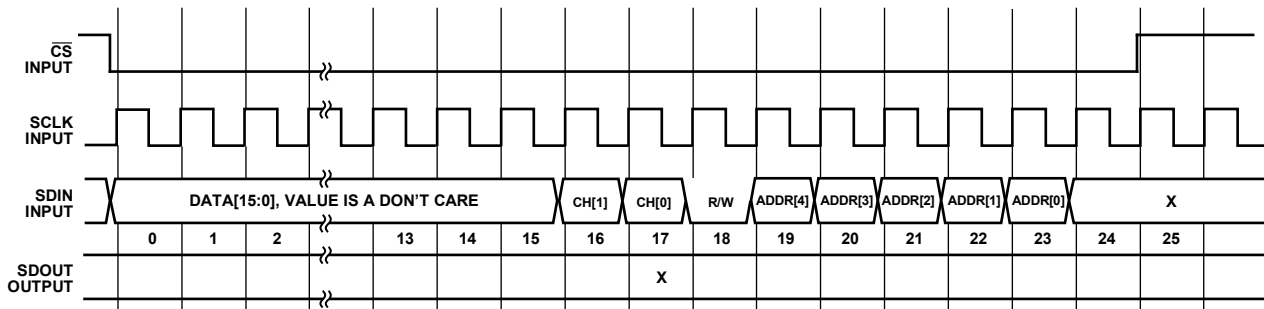 CS
INPUT
SCLK
INPUT
SDIN
INPUT
DATA[15:0], VALUE IS A DON'T CARE
CH[1]
CH[0]
R/W
ADDR[4]
ADDR[3]
ADDR[2]
ADDR[1]
ADDR[0]
X
0 1 2 13 14 15 16 17 18 19 20 21 22 23 24 25
SDOUT
OUTPUT
X